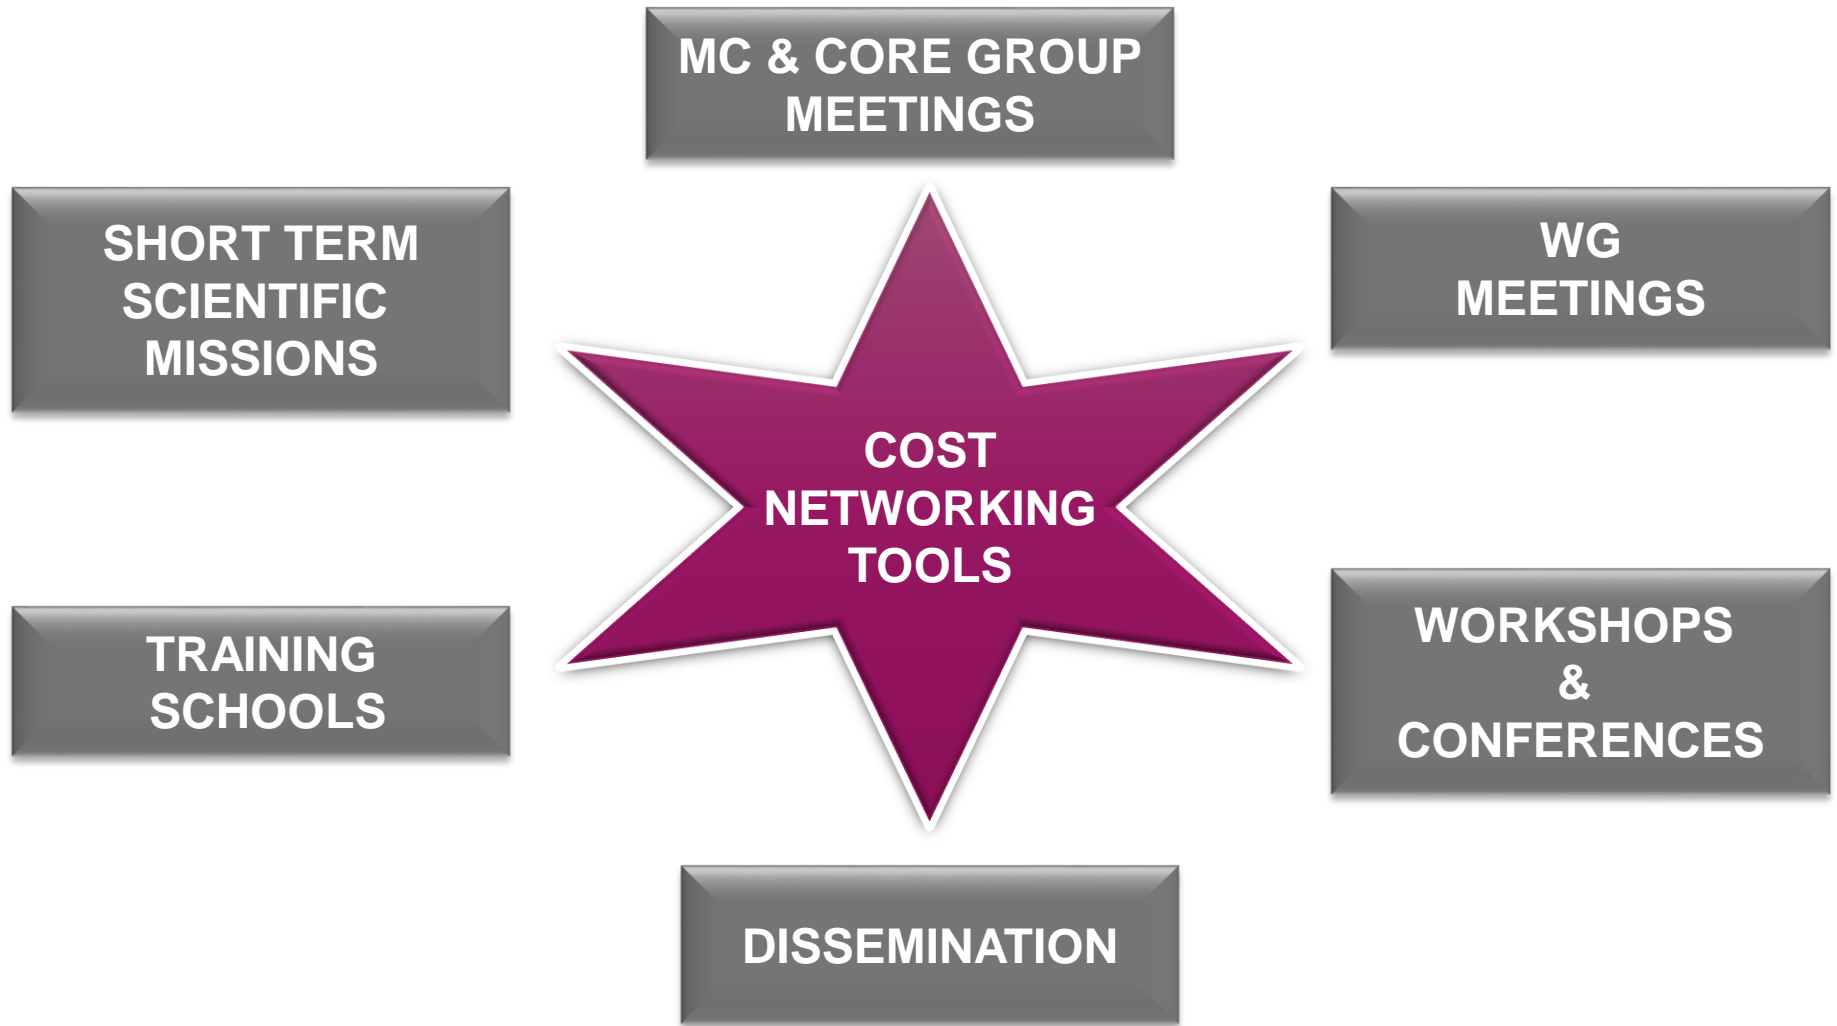 MC & CORE GROUP
MEETINGS
SHORT TERM
SCIENTIFIC
MISSIONS
WG
MEETINGS
COST
NETWORKING
TOOLS
TRAINING
SCHOOLS
WORKSHOPS
&
CONFERENCES
DISSEMINATION